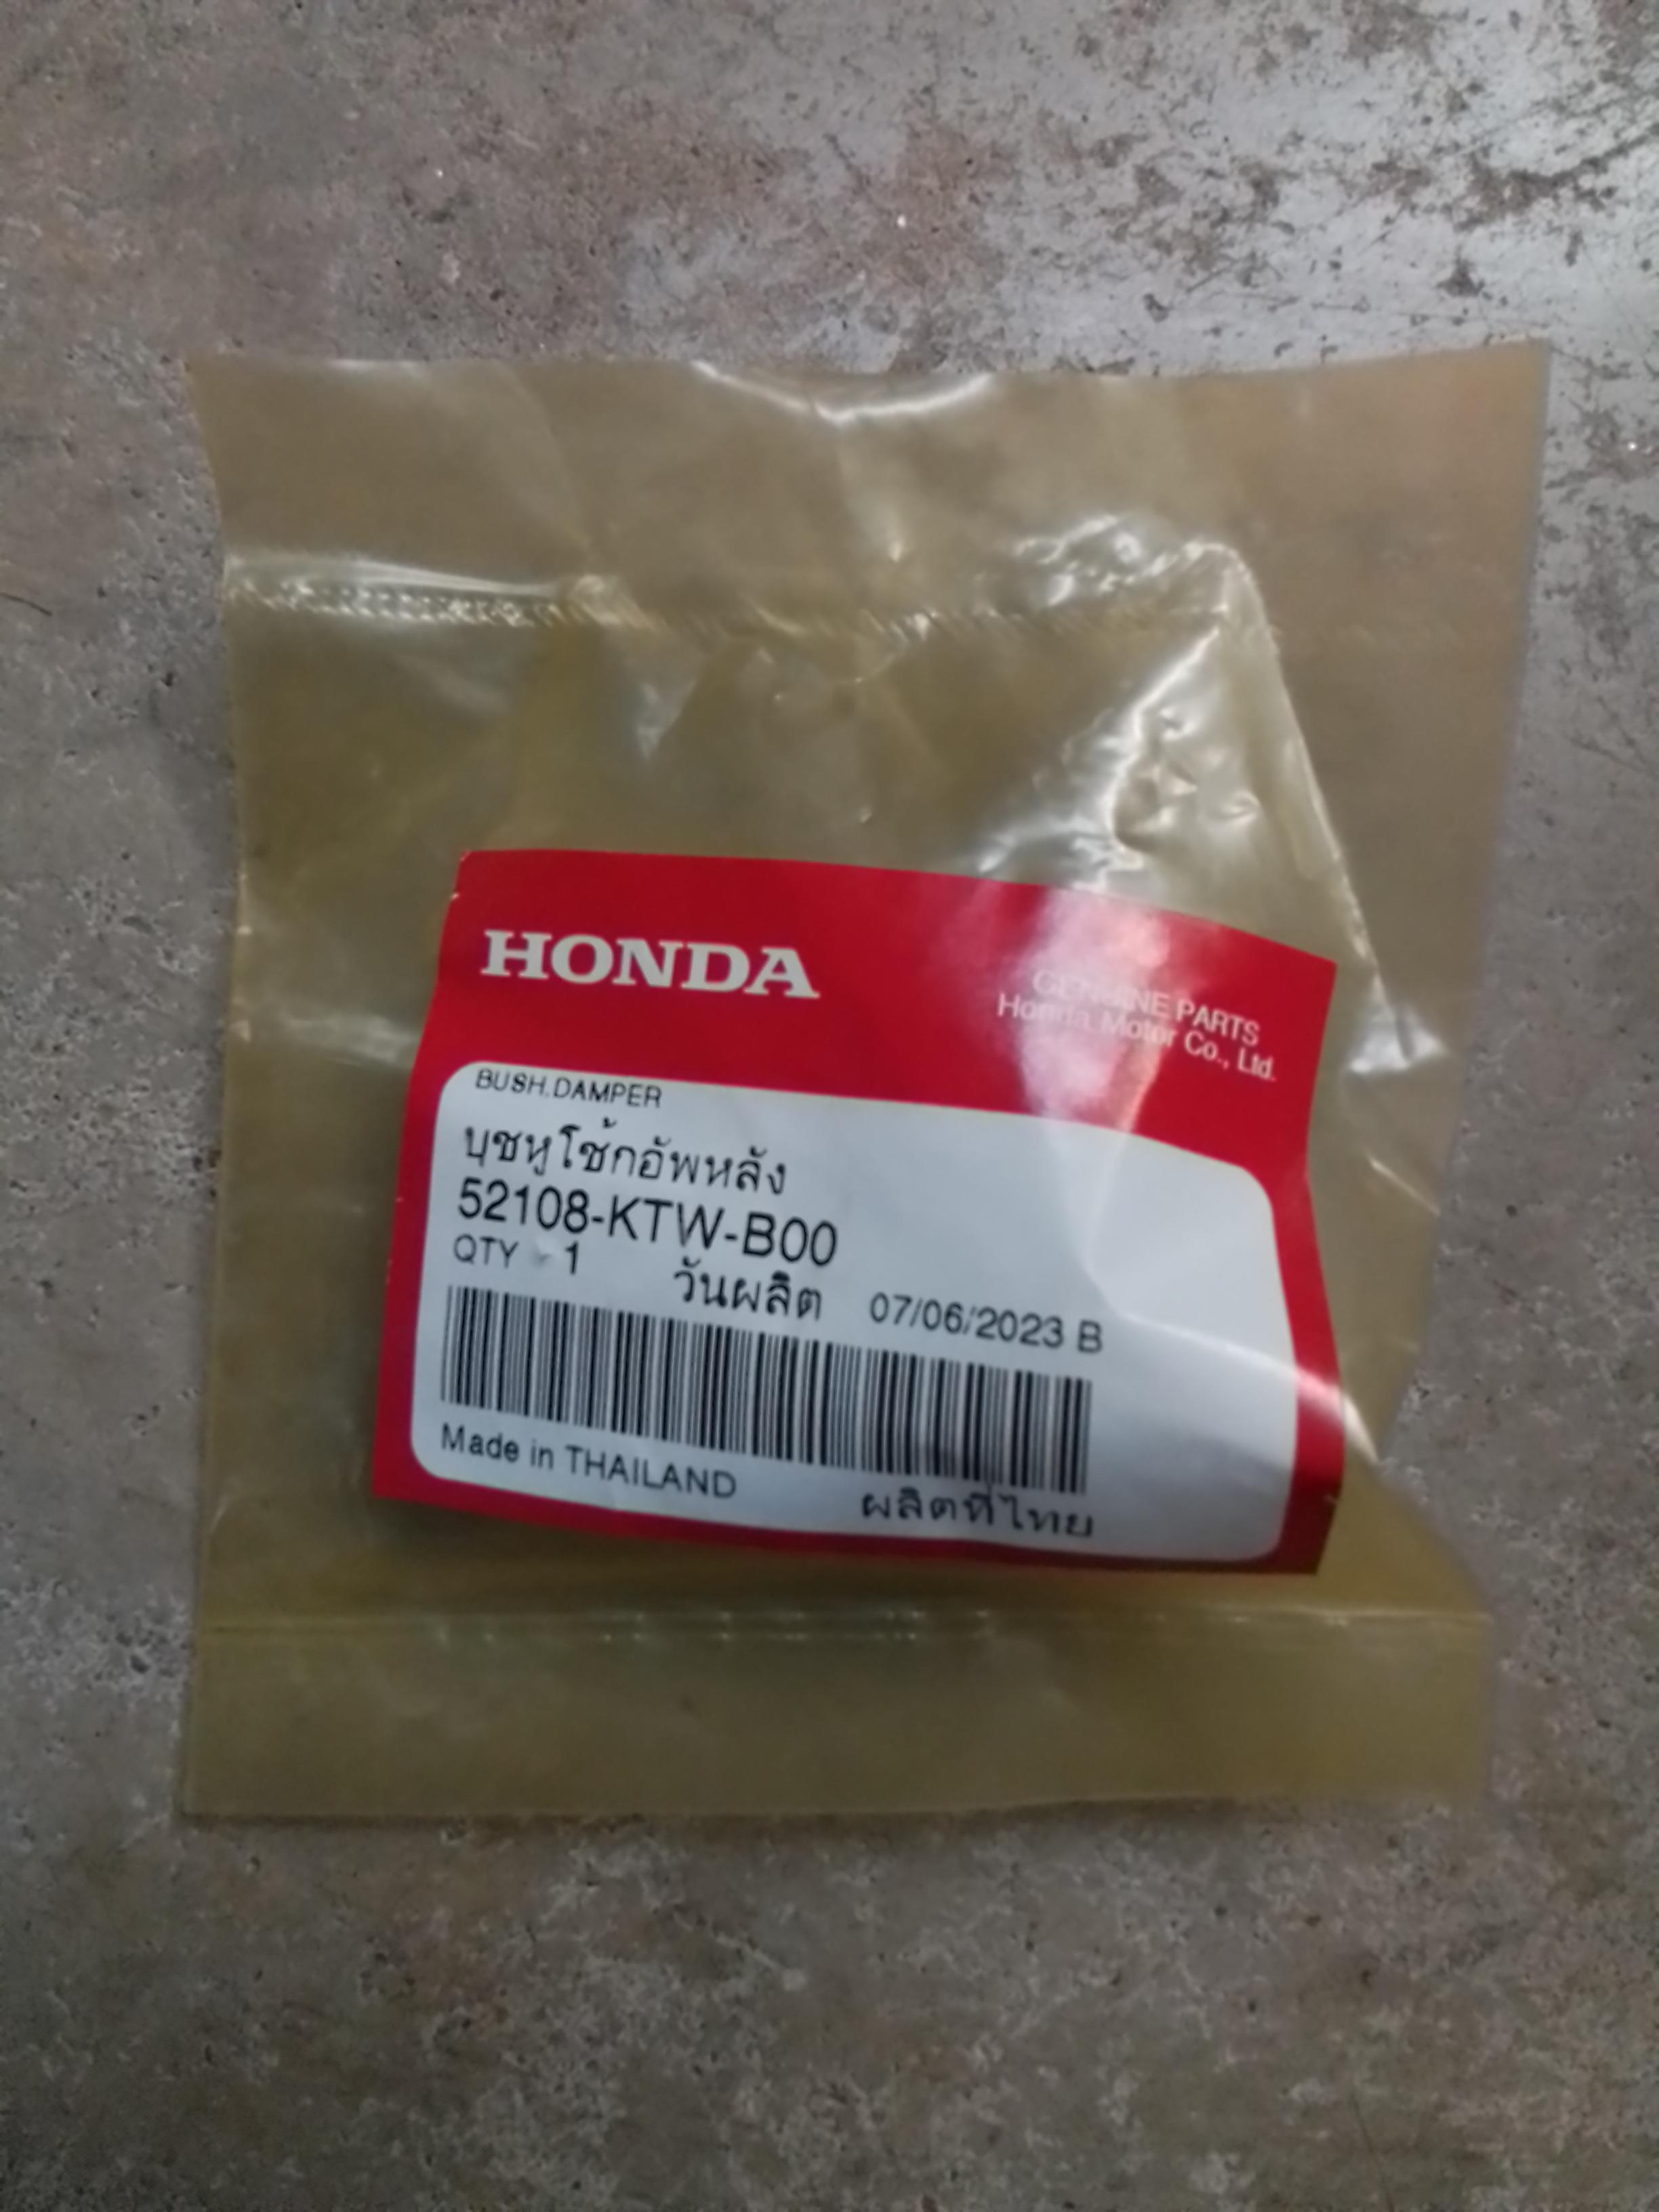 HONDA
GENUINE PARTS
Honda Motor Co., Ltd.
BUSH.DAMPER
บุชหูโช้กอัพหลัง
52108-KTW-B00
QTY 1 วันผลิต 07/06/2023 B
Made in THAILAND ผลิตที่ไทย